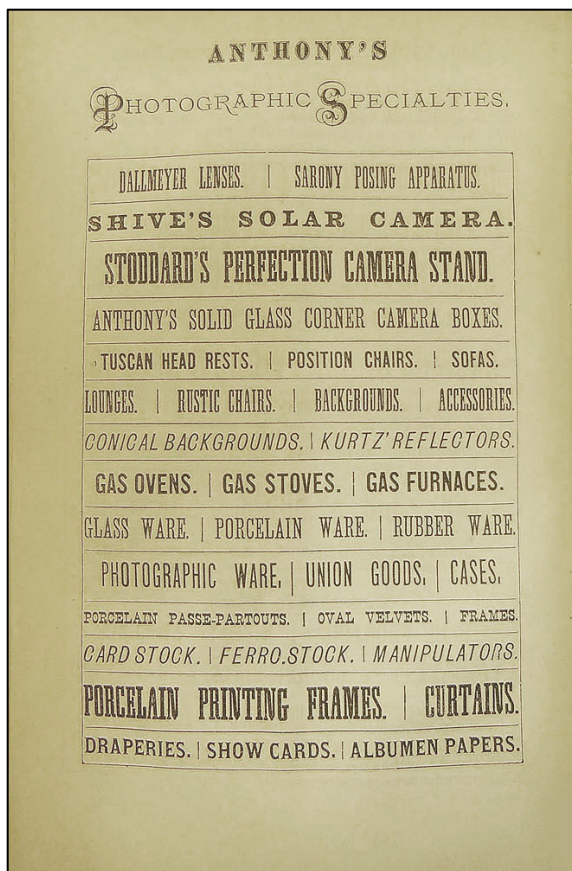 ANTHONY'S
PHOTOGRAPHIC SPECIALTIES.
DALLMEYER LENSES. | SARONY POSING APPARATUS.
SHIVE'S SOLAR CAMERA.
STODDARD'S PERFECTION CAMERA STAND.
ANTHONY'S SOLID GLASS CORNER CAMERA BOXES.
TUSCAN HEAD RESTS. | POSITION CHAIRS. | SOFAS.
LOUNGES. | RUSTIC CHAIRS. | BACKGROUNDS. | ACCESSORIES.
CONICAL BACKGROUNDS. | KURTZ' REFLECTORS.
GAS OVENS. | GAS STOVES. | GAS FURNACES.
GLASS WARE. | PORCELAIN WARE. | RUBBER WARE.
PHOTOGRAPHIC WARE, | UNION GOODS, | CASES,
PORCELAIN PASSE-PARTOUTS. | OVAL VELVETS. | FRAMES.
CARD STOCK. | FERRO. STOCK. | MANIPULATORS.
PORCELAIN PRINTING FRAMES. | CURTAINS.
DRAPERIES. | SHOW CARDS. | ALBUMEN PAPERS.